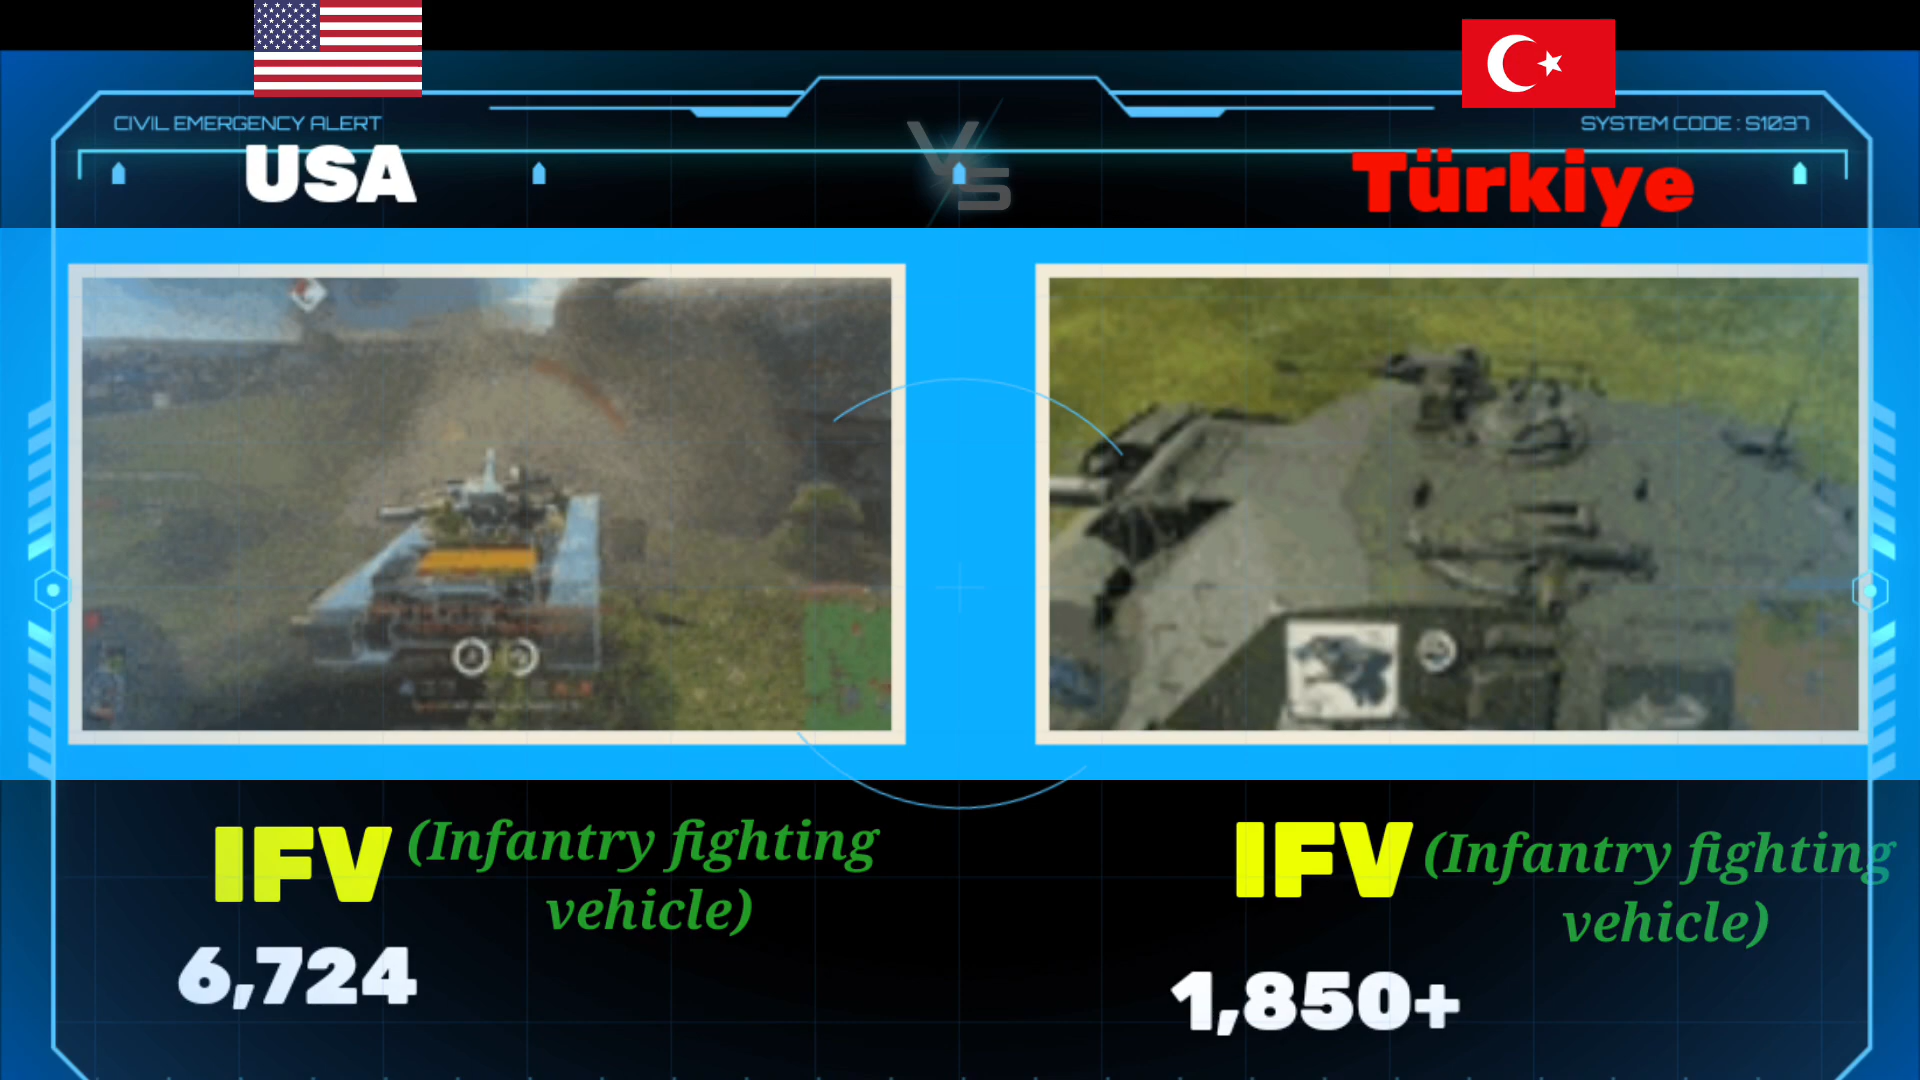 CIVIL EMERGENCY ALERT
SYSTEM CODE : S1037
USA
VS
Türkiye
IFV (Infantry fighting
vehicle)
6,724
IFV (Infantry fighting
vehicle)
1,850+